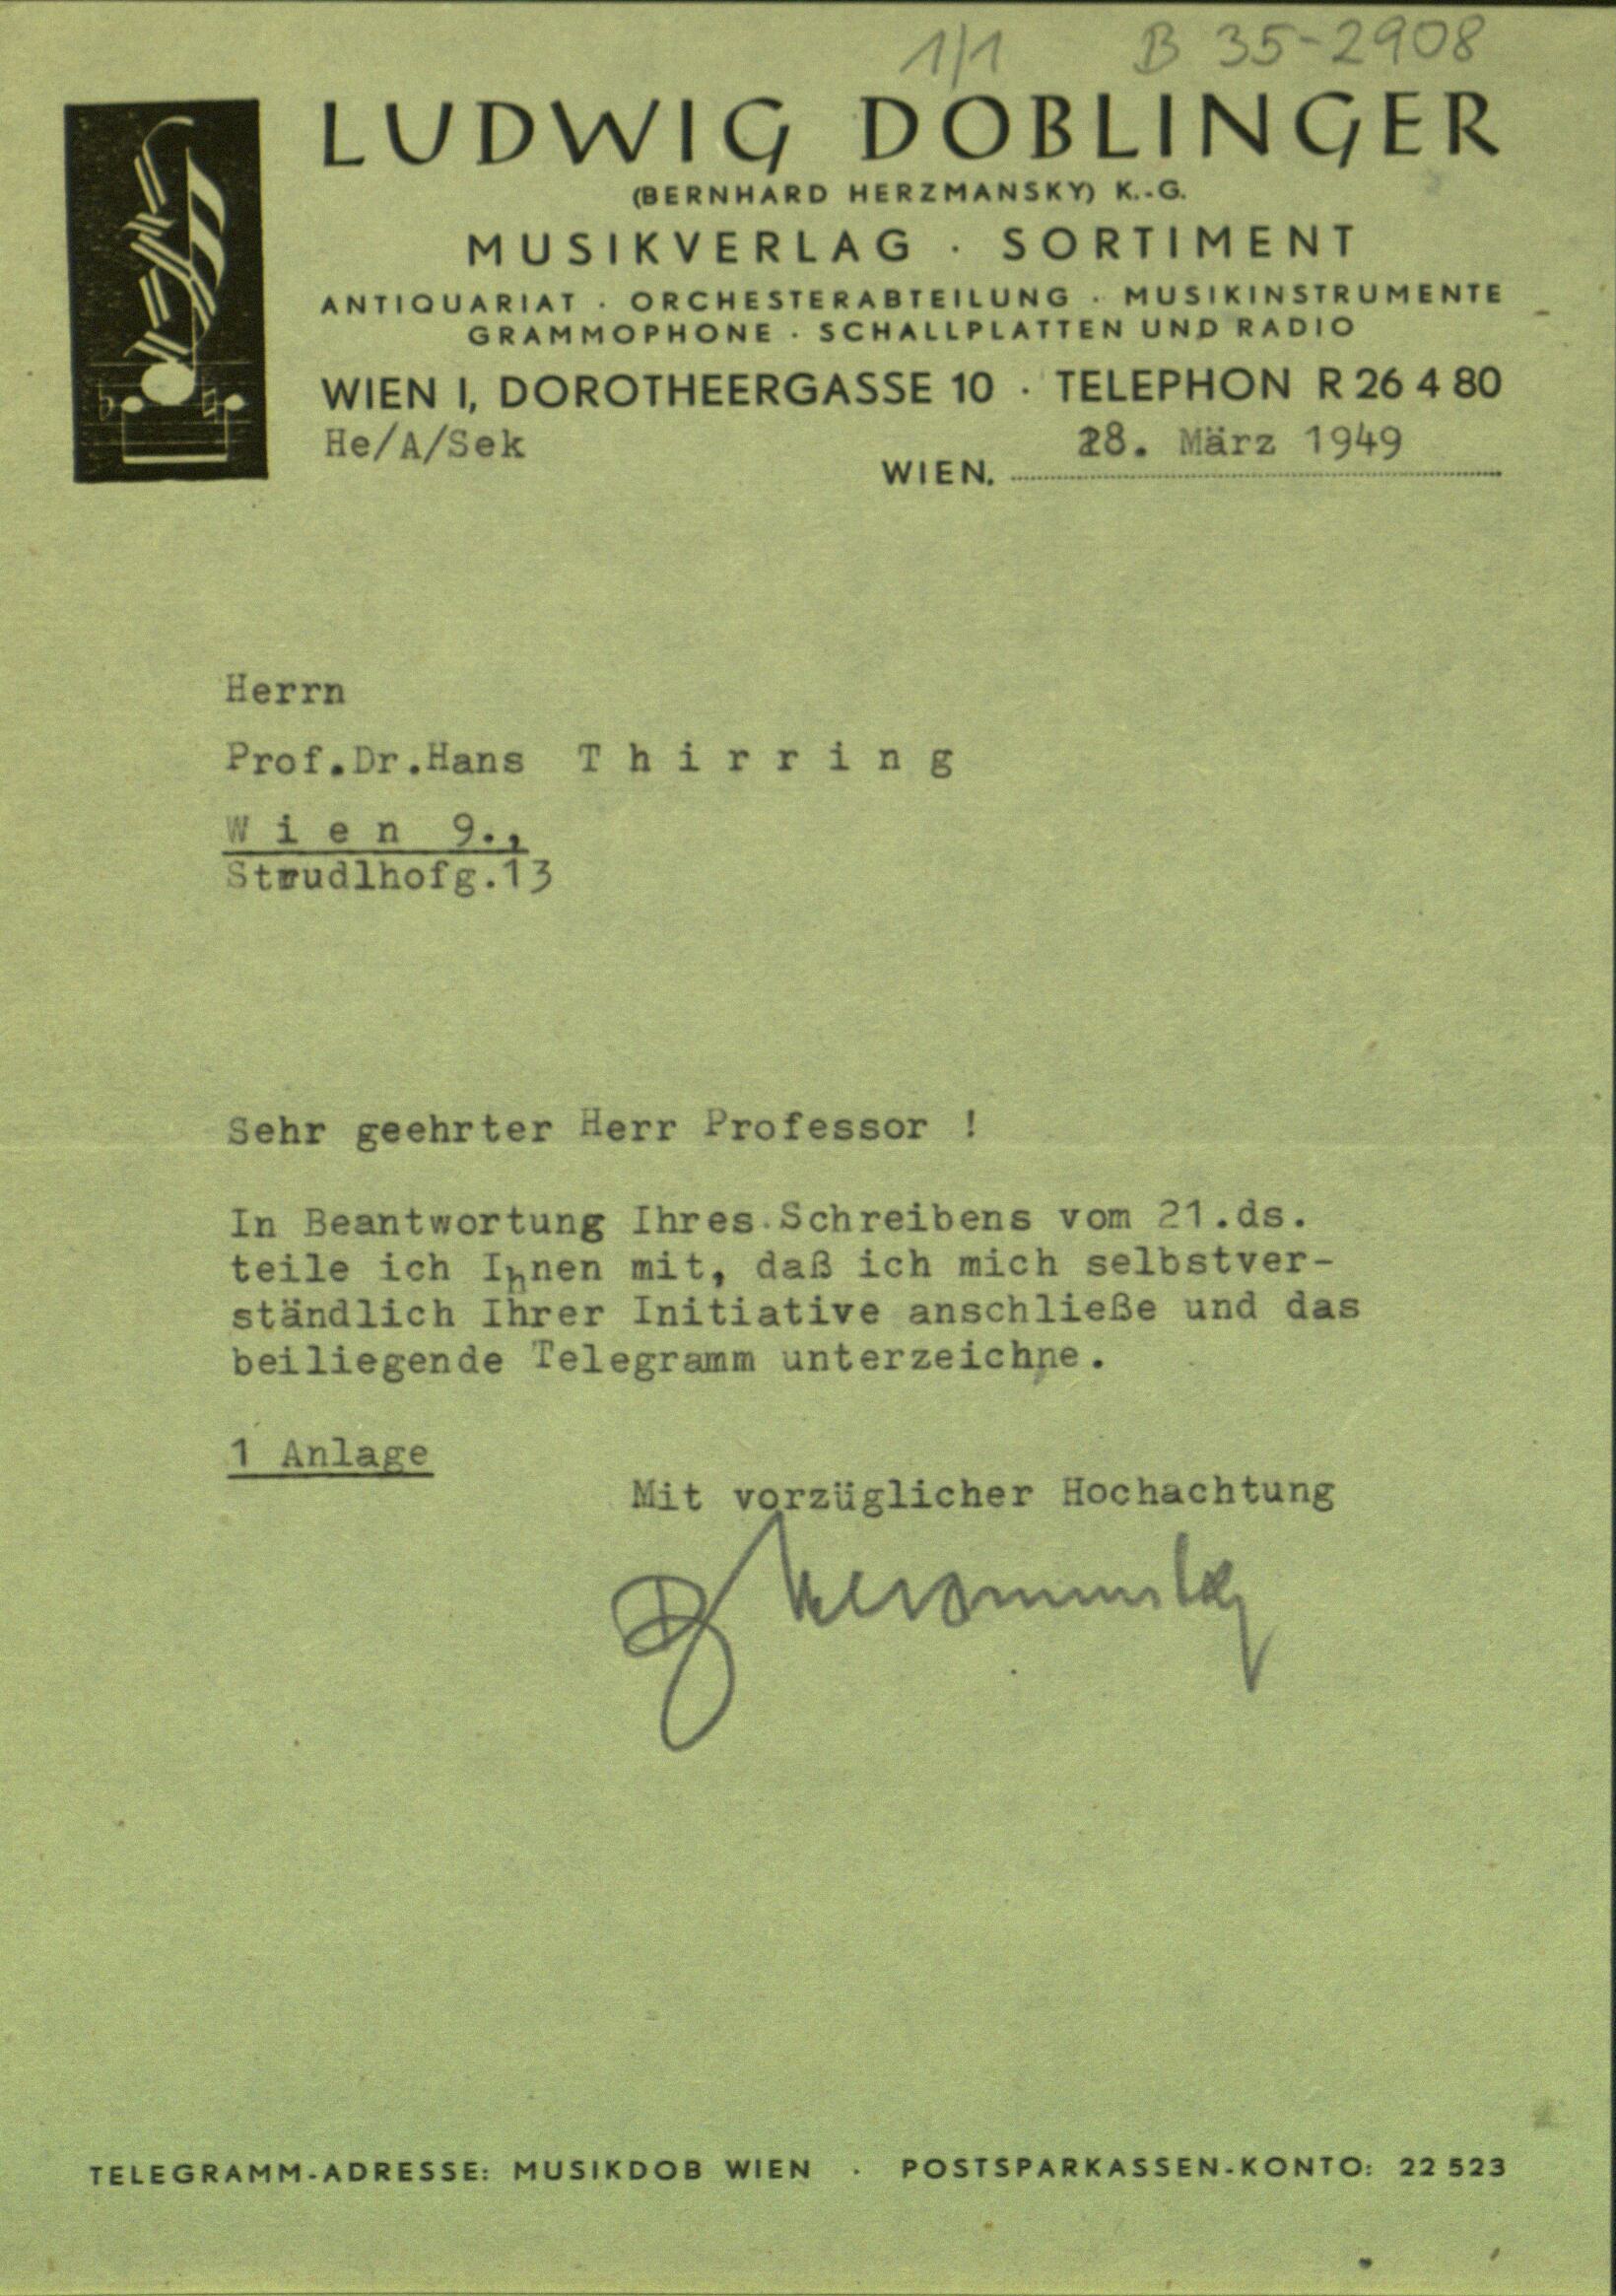 1/1 B 35-2908
LUDWIG DOBLINGER
(BERNHARD HERZMANSKY) K.-G.
MUSIKVERLAG · SORTIMENT
ANTIQUARIAT · ORCHESTERABTEILUNG · MUSIKINSTRUMENTE
GRAMMOPHONE · SCHALLPLATTEN UND RADIO
WIEN I, DOROTHEERGASSE 10 · TELEPHON R 26 4 80
He/A/Sek
WIEN, 28. März 1949
Herrn
Prof.Dr.Hans T h i r r i n g
W i e n 9.,
Strudlhofg.13
Sehr geehrter Herr Professor !
In Beantwortung Ihres Schreibens vom 21.ds.
teile ich Ihnen mit, daß ich mich selbstver-
ständlich Ihrer Initiative anschließe und das
beiliegende Telegramm unterzeichne.
1 Anlage
Mit vorzüglicher Hochachtung
B Herzmansky
TELEGRAMM-ADRESSE: MUSIKDOB WIEN · POSTSPARKASSEN-KONTO: 22 523